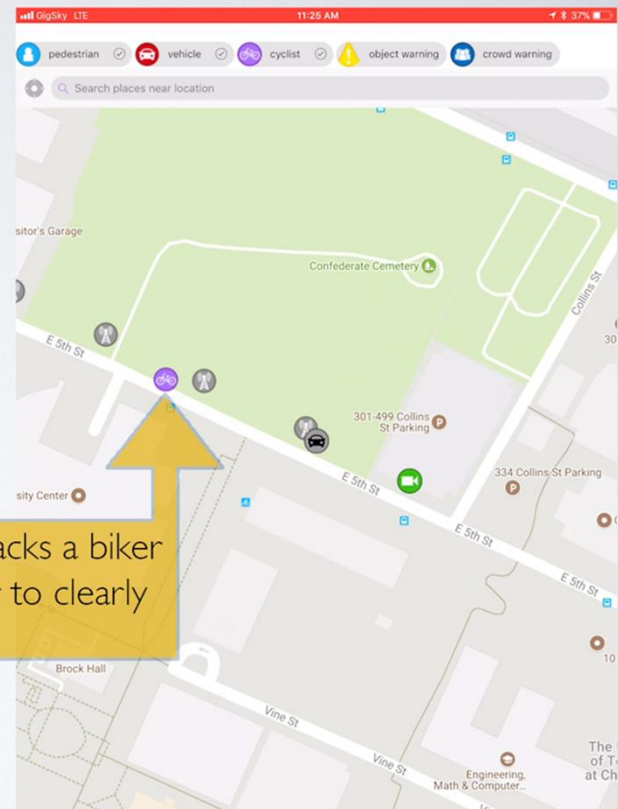 GigSky LTE 11:25 AM 37%
pedestrian vehicle cyclist object warning crowd warning
Search places near location
sitor's Garage
Confederate Cemetery
Collins St
30
E 5th St
301-499 Collins
St Parking
E 5th St
334 Collins St Parking
sity Center
E 5th St
E 5th St
acks a biker
to clearly
10
Brock Hall
Vine St
Vine St
The
of T
at Ch
Engineering,
Math & Computer...